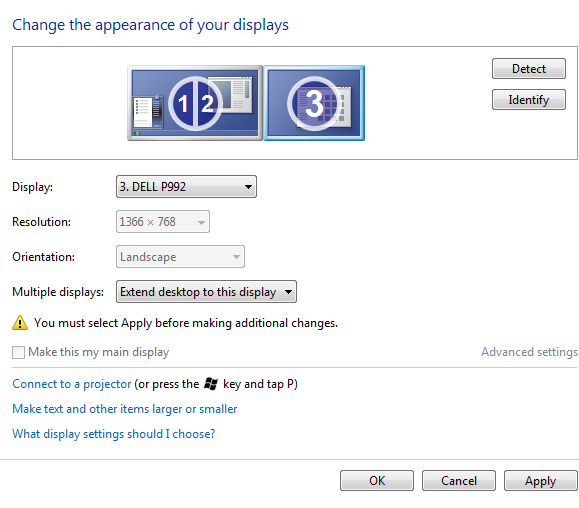 Change the appearance of your displays
1 2
3
Detect
Identify
Display:
3. DELL P992
Resolution:
1366 × 768
Orientation:
Landscape
Multiple displays:
Extend desktop to this display
You must select Apply before making additional changes.
Make this my main display
Advanced settings
Connect to a projector (or press the key and tap P)
Make text and other items larger or smaller
What display settings should I choose?
OK
Cancel
Apply